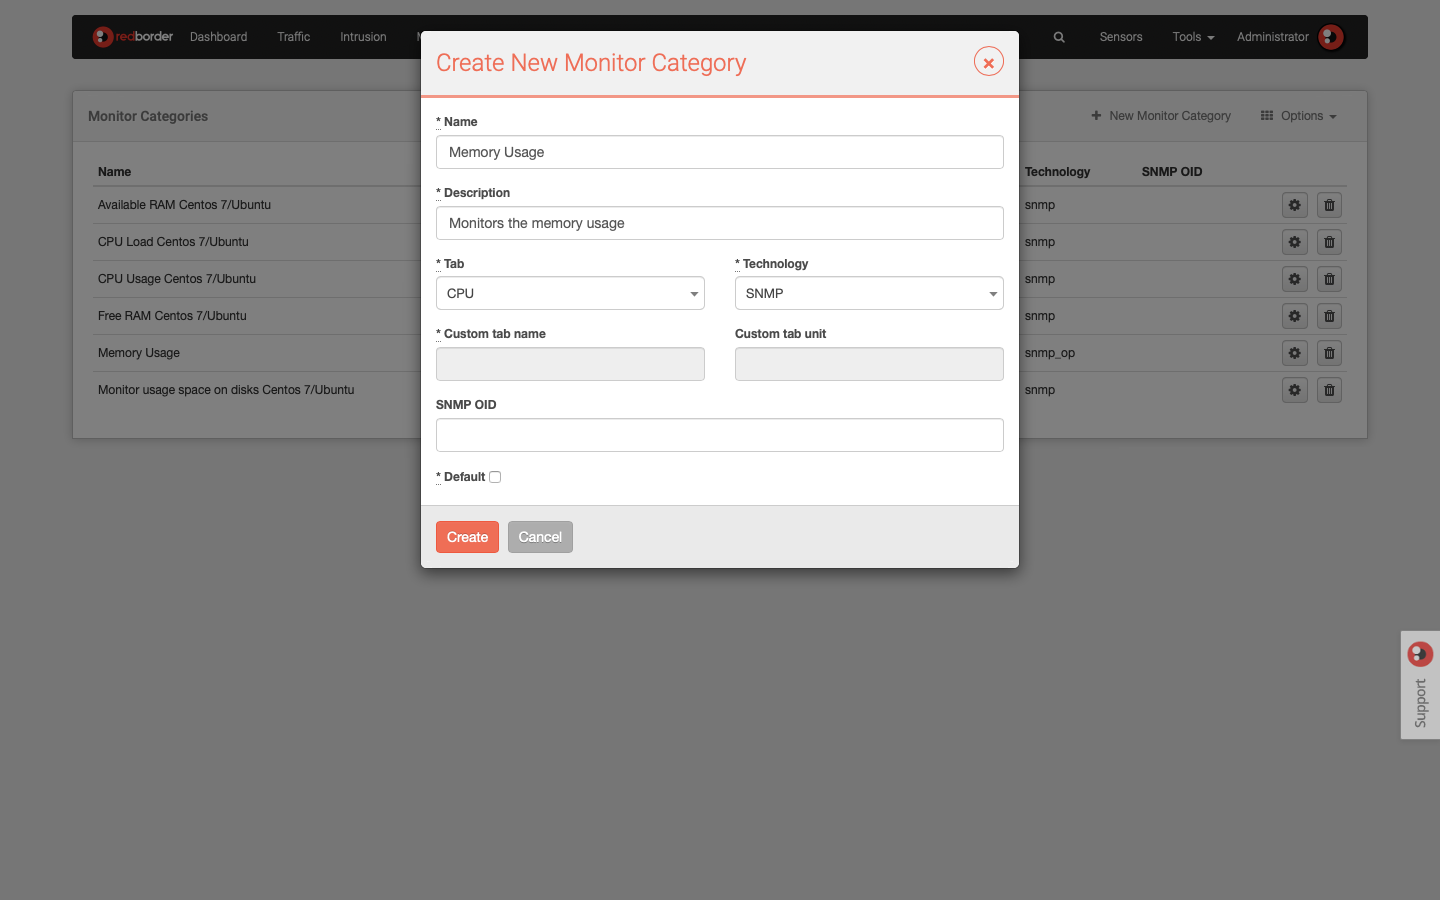 redborder Dashboard Traffic Intrusion Sensors Tools Administrator
Create New Monitor Category
Monitor Categories
New Monitor Category Options
* Name
Memory Usage
* Description
Monitors the memory usage
* Tab * Technology
CPU SNMP
* Custom tab name Custom tab unit
SNMP OID
* Default
Create Cancel
Name Technology SNMP OID
Available RAM Centos 7/Ubuntu snmp
CPU Load Centos 7/Ubuntu snmp
CPU Usage Centos 7/Ubuntu snmp
Free RAM Centos 7/Ubuntu snmp
Memory Usage snmp_op
Monitor usage space on disks Centos 7/Ubuntu snmp
Support